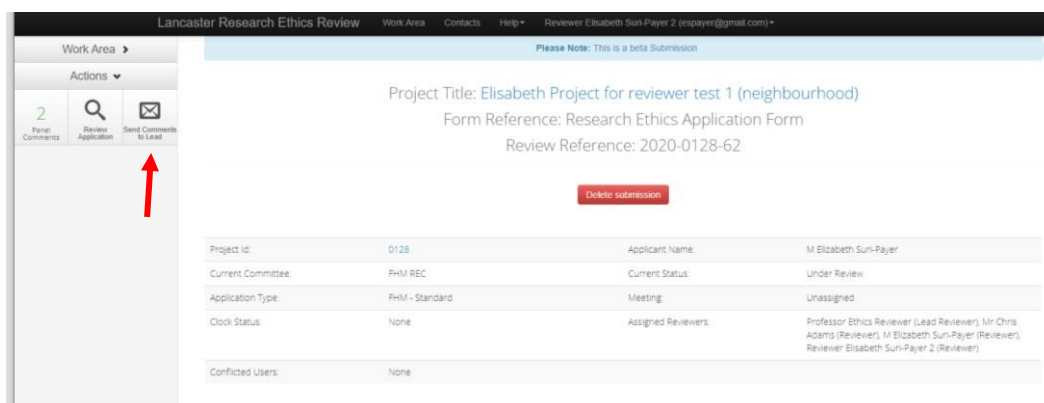 Lancaster Research Ethics Review Work Area Contacts Help Reviewer Elisabeth Suri-Payer 2 (espayer@gmail.com)
Work Area
Please Note: This is a beta Submission
Actions
2
Panel Comments
Review Application
Send Comments to Lead
Project Title: Elisabeth Project for reviewer test 1 (neighbourhood)
Form Reference: Research Ethics Application Form
Review Reference: 2020-0128-62
Delete submission
Project Id: 0128 Applicant Name: M Elizabeth Suri-Payer
Current Committee: FHM REC Current Status: Under Review
Application Type: FHM - Standard Meeting Unassigned
Clock Status: None Assigned Reviewers: Professor Ethics Reviewer (Lead Reviewer), Mr Chris
Adams (Reviewer), M Elizabeth Suri-Payer (Reviewer),
Reviewer Elisabeth Suri-Payer 2 (Reviewer)
Conflicted Users: None